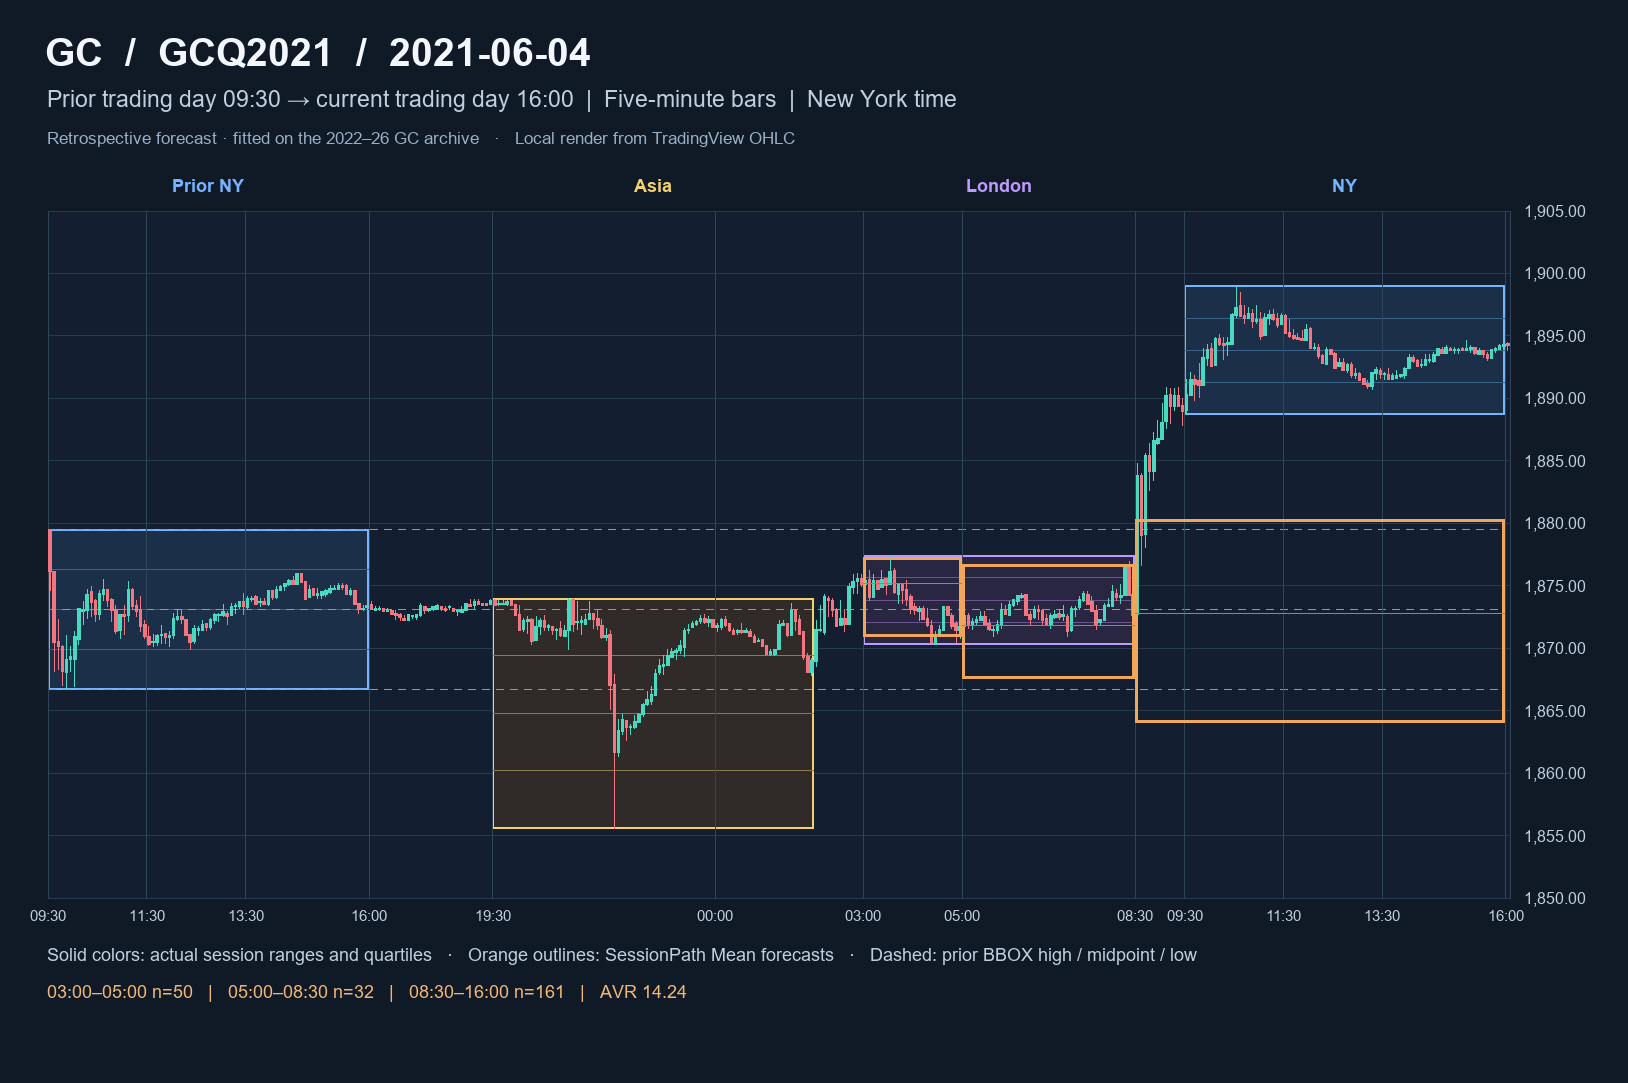 GC / GCQ2021 / 2021-06-04
Prior trading day 09:30 → current trading day 16:00 | Five-minute bars | New York time
Retrospective forecast · fitted on the 2022–26 GC archive · Local render from TradingView OHLC
Prior NY Asia London NY
1,905.00
1,900.00
1,895.00
1,890.00
1,885.00
1,880.00
1,875.00
1,870.00
1,865.00
1,860.00
1,855.00
1,850.00
09:30 11:30 13:30 16:00 19:30 00:00 03:00 05:00 08:30 09:30 11:30 13:30 16:00
Solid colors: actual session ranges and quartiles · Orange outlines: SessionPath Mean forecasts · Dashed: prior BBOX high / midpoint / low
03:00–05:00 n=50 | 05:00–08:30 n=32 | 08:30–16:00 n=161 | AVR 14.24